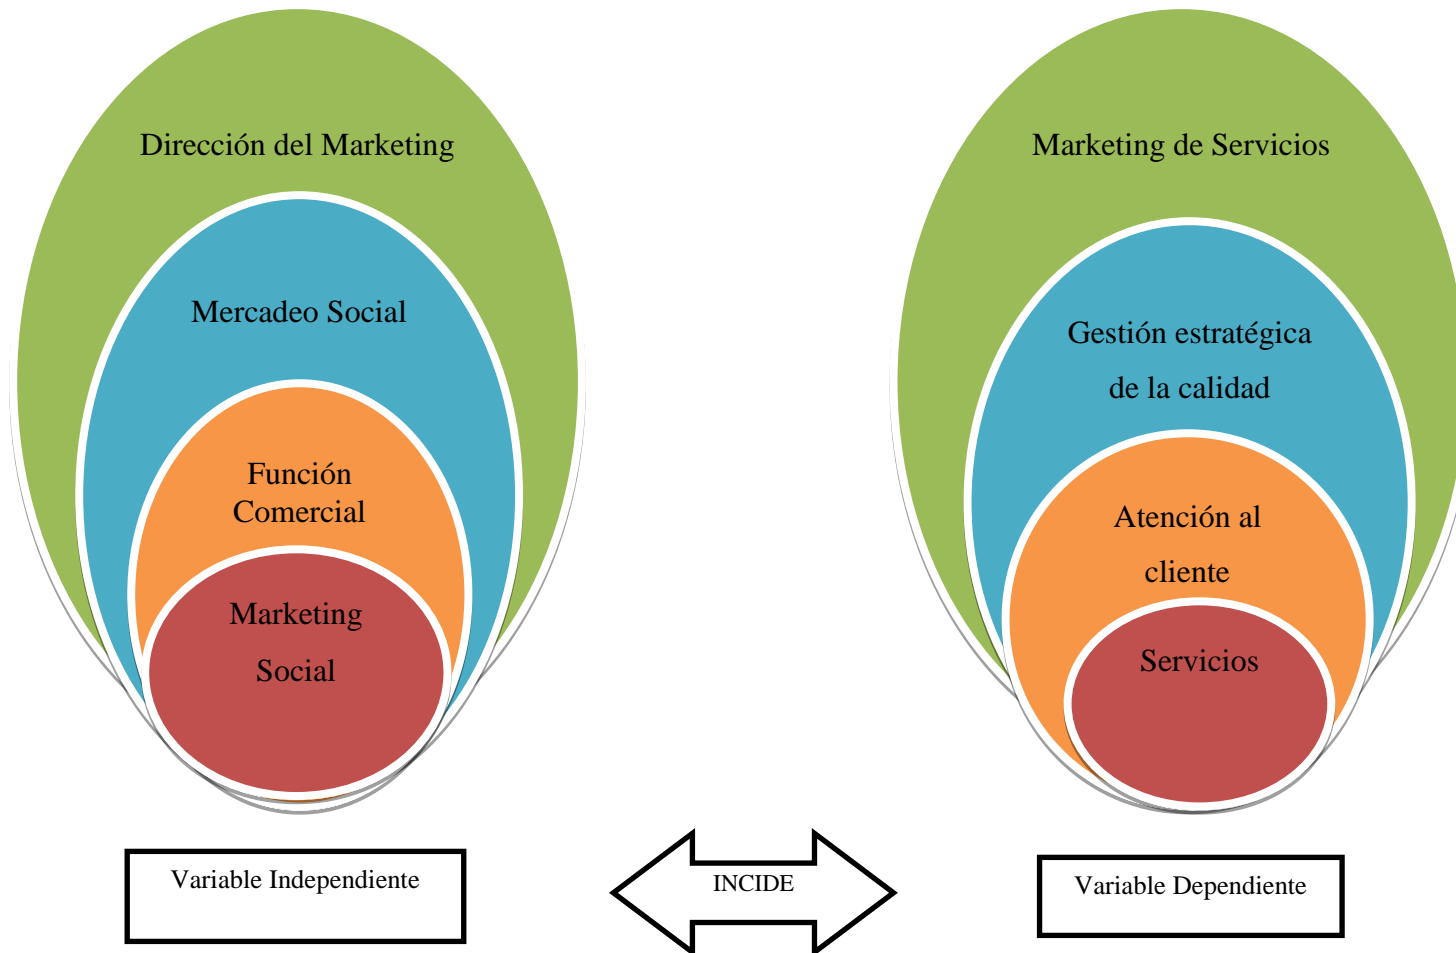 Dirección del Marketing
Mercadeo Social
Función
Comercial
Marketing
Social
Marketing de Servicios
Gestión estratégica
de la calidad
Atención al
cliente
Servicios
Variable Independiente
INCIDE
Variable Dependiente